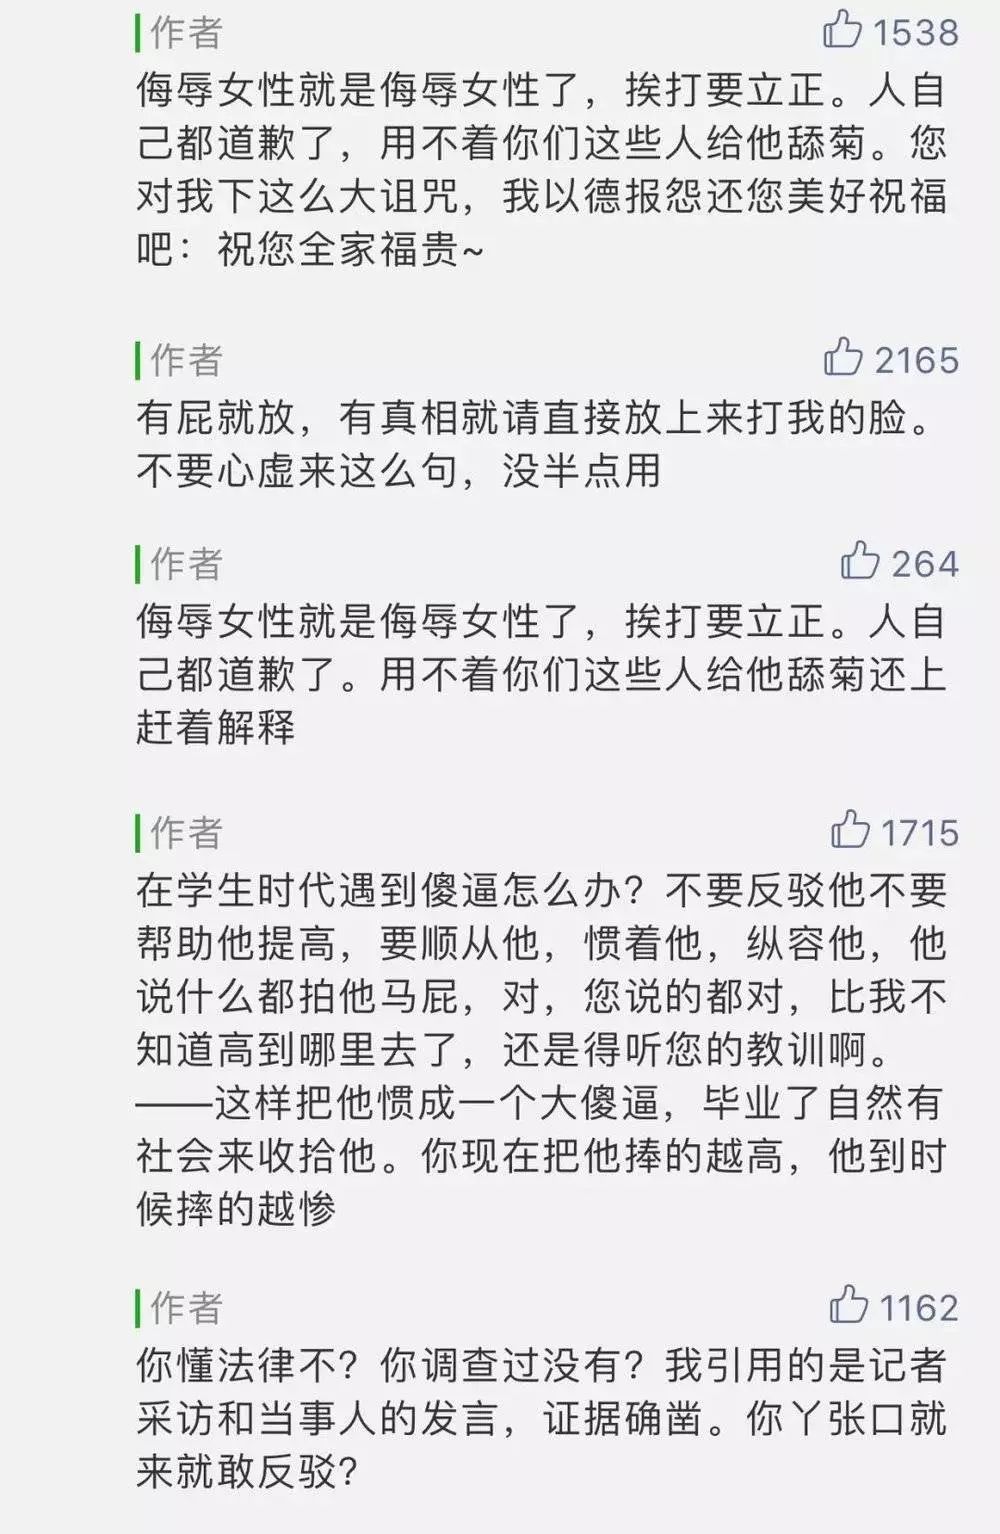 作者 1538
侮辱女性就是侮辱女性了，挨打要立正。人自
己都道歉了，用不着你们这些人给他舔菊。您
对我下这么大诅咒，我以德报怨还您美好祝福
吧：祝您全家福贵~
作者 2165
有屁就放，有真相就请直接放上来打我的脸。
不要心虚来这么句，没半点用
作者 264
侮辱女性就是侮辱女性了，挨打要立正。人自
己都道歉了。用不着你们这些人给他舔菊还上
赶着解释
作者 1715
在学生时代遇到傻逼怎么办？不要反驳他不要
帮助他提高，要顺从他，惯着他，纵容他，他
说什么都拍他马屁，对，您说的都对，比我不
知道高到哪里去了，还是得听您的教训啊。
——这样把他惯成一个大傻逼，毕业了自然有
社会来收拾他。你现在把他捧的越高，他到时
候摔的越惨
作者 1162
你懂法律不？你调查过没有？我引用的是记者
采访和当事人的发言，证据确凿。你丫张口就
来就敢反驳？